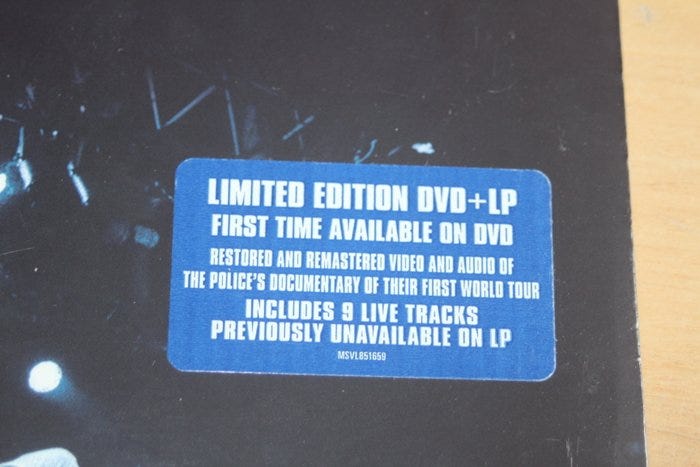 LIMITED EDITION DVD+LP
FIRST TIME AVAILABLE ON DVD
RESTORED AND REMASTERED VIDEO AND AUDIO OF
THE POLICE'S DOCUMENTARY OF THEIR FIRST WORLD TOUR
INCLUDES 9 LIVE TRACKS
PREVIOUSLY UNAVAILABLE ON LP
MSVL851659